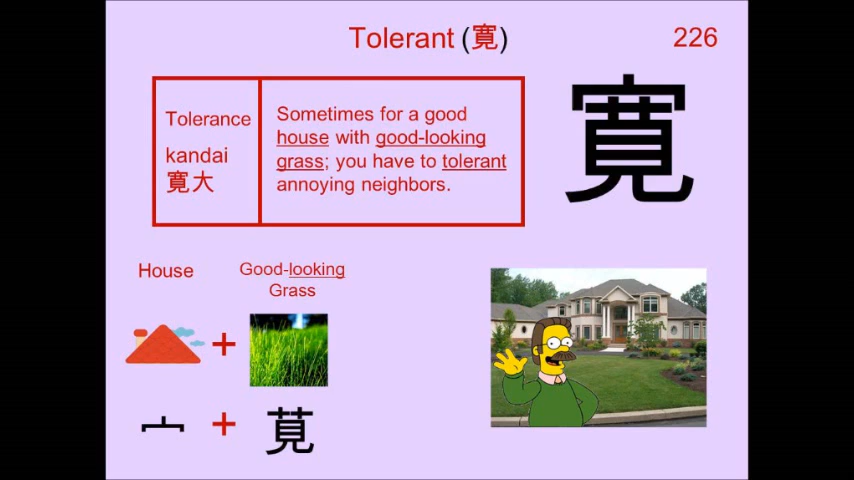 Tolerant (寛)
226
Tolerance
kandai
寛大
Sometimes for a good
house with good-looking
grass; you have to tolerant
annoying neighbors.
寛
House
Good-looking
Grass
+
宀 + 莧